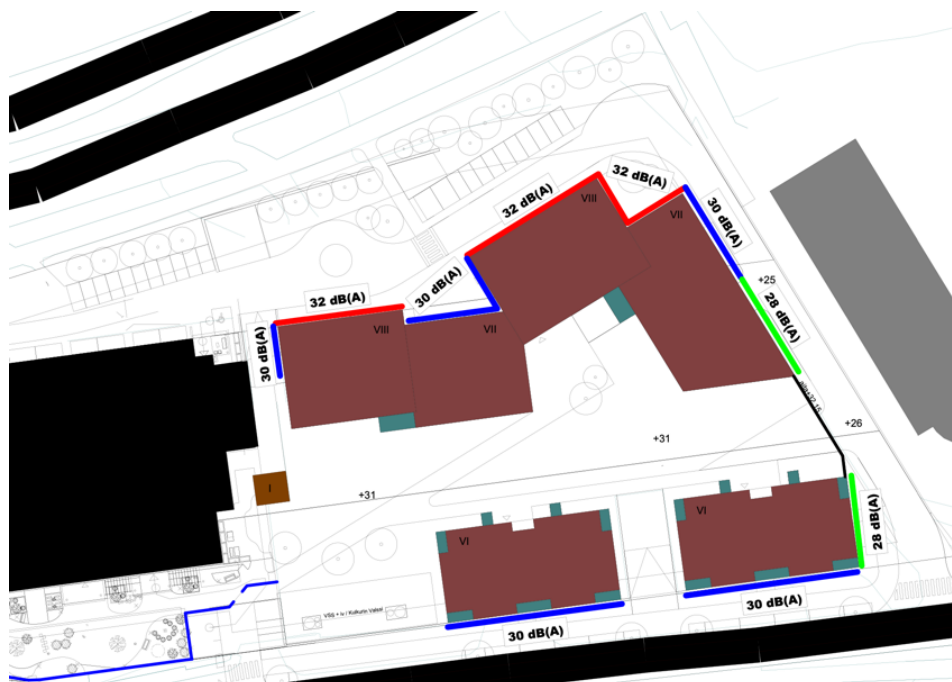 32 dB(A)
VIII
32 dB(A)
VII
30 dB(A)
30 dB(A)
+25
32 dB(A)
VIII
VII
28 dB(A)
30 dB(A)
+26
+31
I
+31
VI
VI
28 dB(A)
30 dB(A)
30 dB(A)